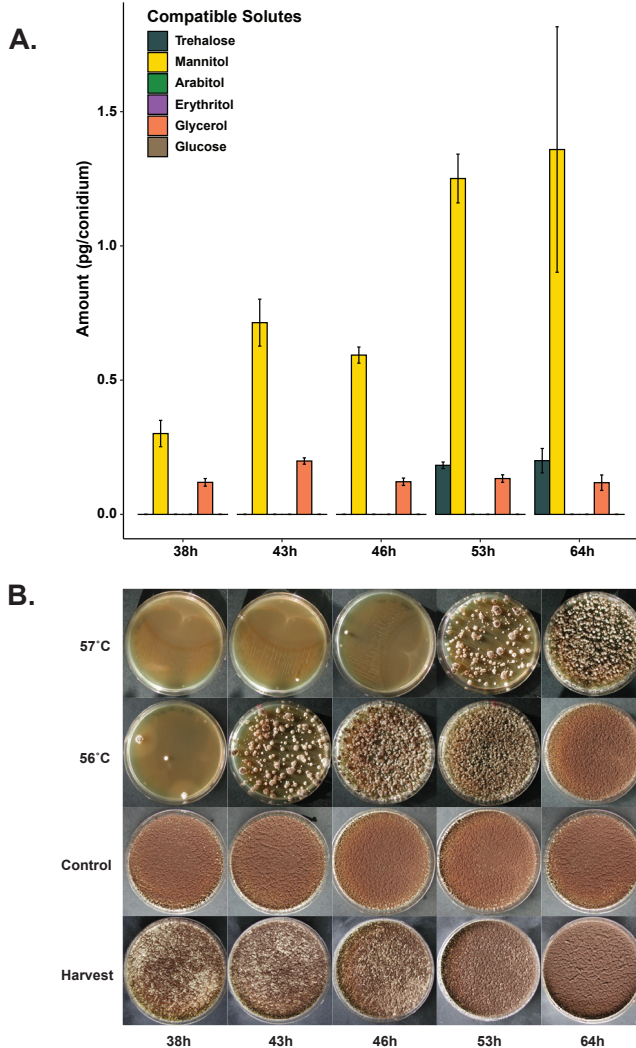 A.
Compatible Solutes
Trehalose
Mannitol
Arabitol
Erythritol
Glycerol
Glucose
Amount (pg/conidium)
1.5
1.0
0.5
0.0
38h 43h 46h 53h 64h
B.
57˚C
56˚C
Control
Harvest
38h 43h 46h 53h 64h